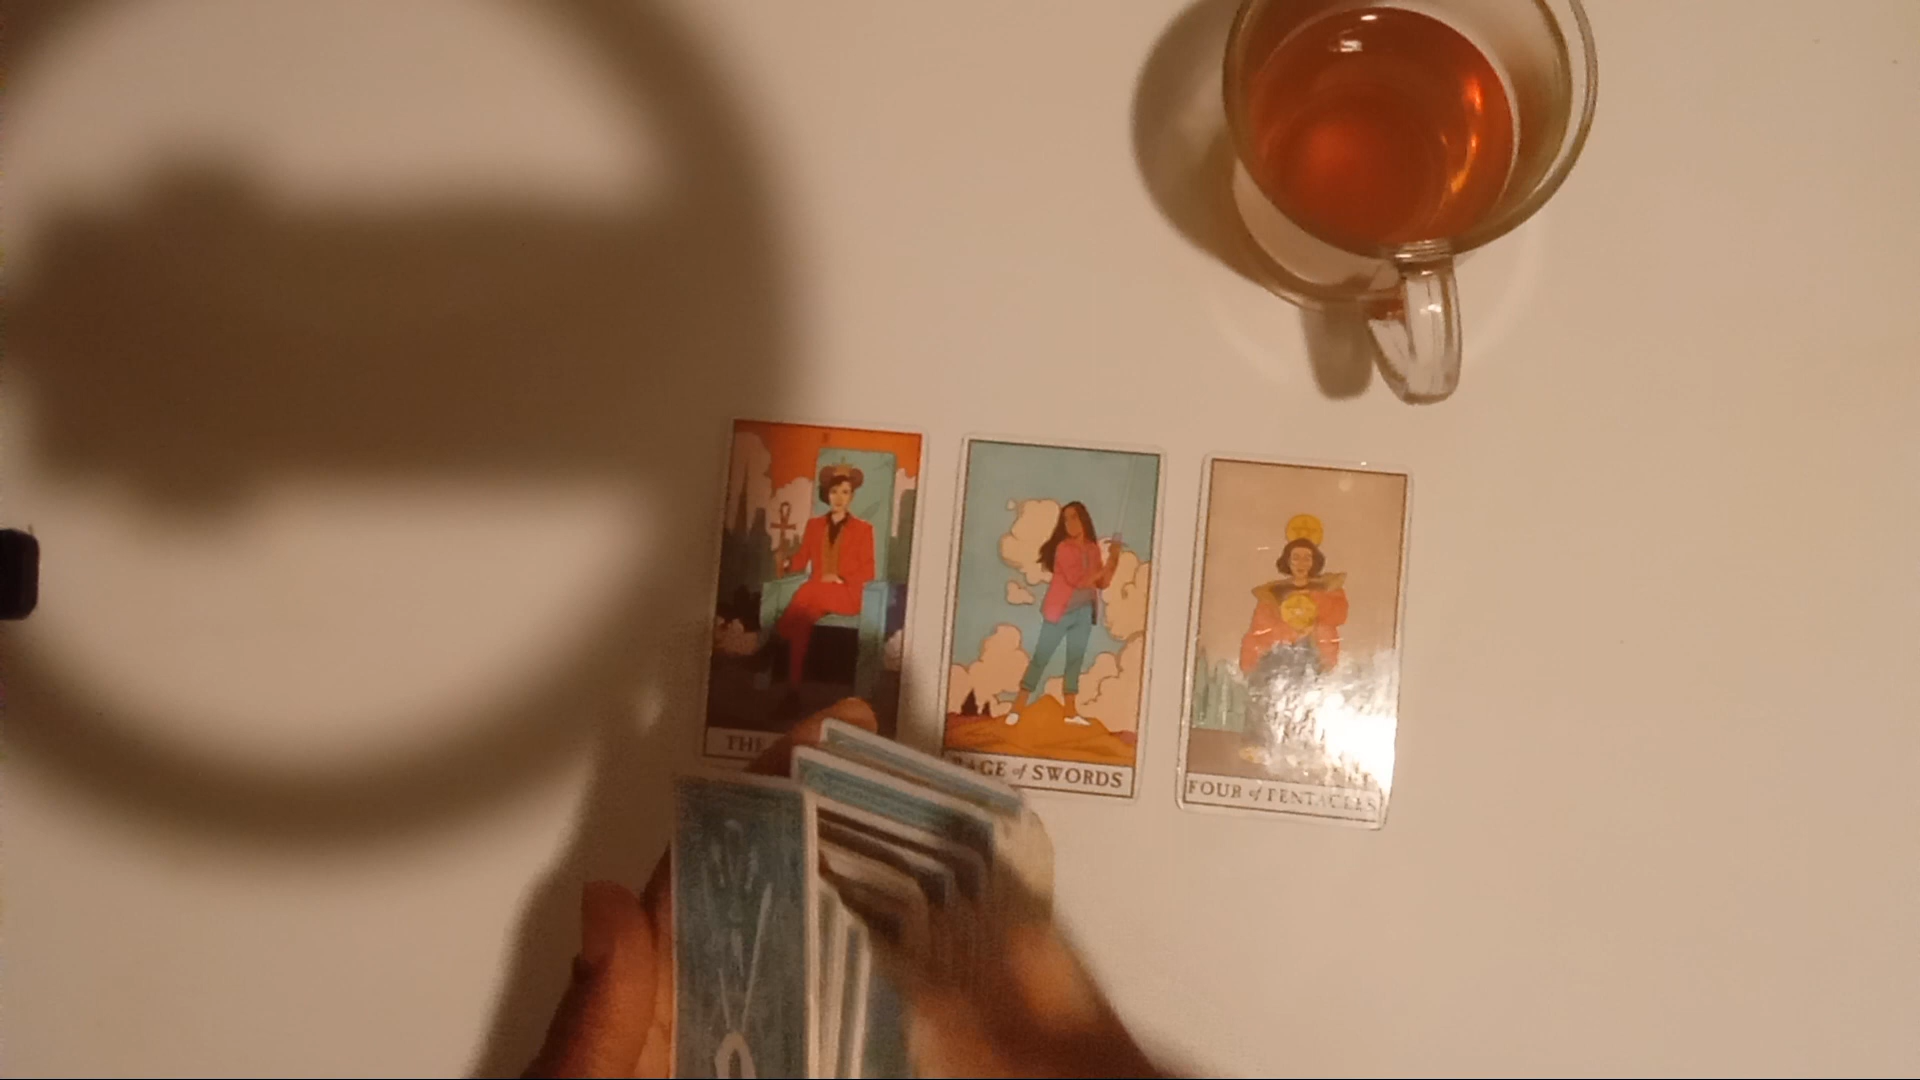 THE
PAGE of SWORDS
FOUR of PENTACLES